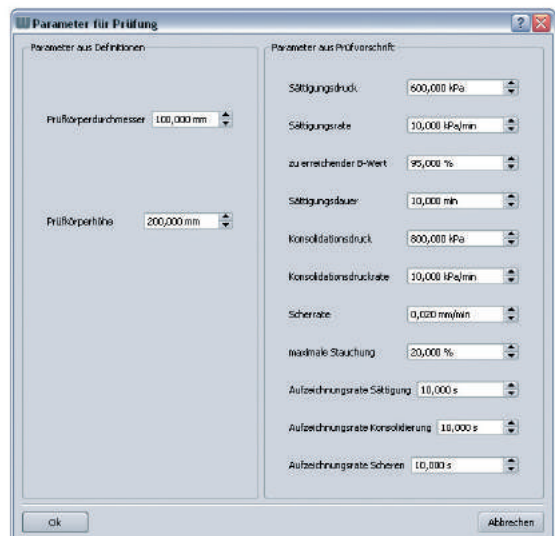 Parameter für Prüfung
Parameter aus Definitionen
Prüfkörperdurchmesser 100,000 mm
Prüfkörperhöhe 200,000 mm
Parameter aus Prüfvorschrift
Sättigungsdruck 600,000 kPa
Sättigungsrate 10,000 kPa/min
zu erreichender B-Wert 95,000 %
Sättigungsdauer 10,000 min
Konsolidationsdruck 800,000 kPa
Konsolidationsdruckrate 10,000 kPa/min
Scherrate 0,020 mm/min
maximale Stauchung 20,000 %
Aufzeichnungsrate Sättigung 10,000 s
Aufzeichnungsrate Konsolidierung 10,000 s
Aufzeichnungsrate Scheren 10,000 s
Ok
Abbrechen